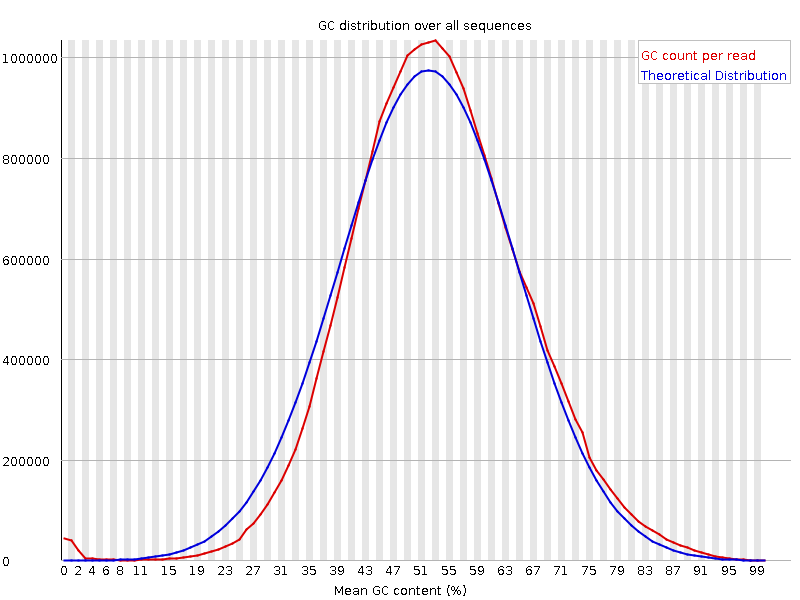 GC distribution over all sequences
GC count per read
Theoretical Distribution
1000000
800000
600000
400000
200000
0
0 2 4 6 8 11 15 19 23 27 31 35 39 43 47 51 55 59 63 67 71 75 79 83 87 91 95 99
Mean GC content (%)